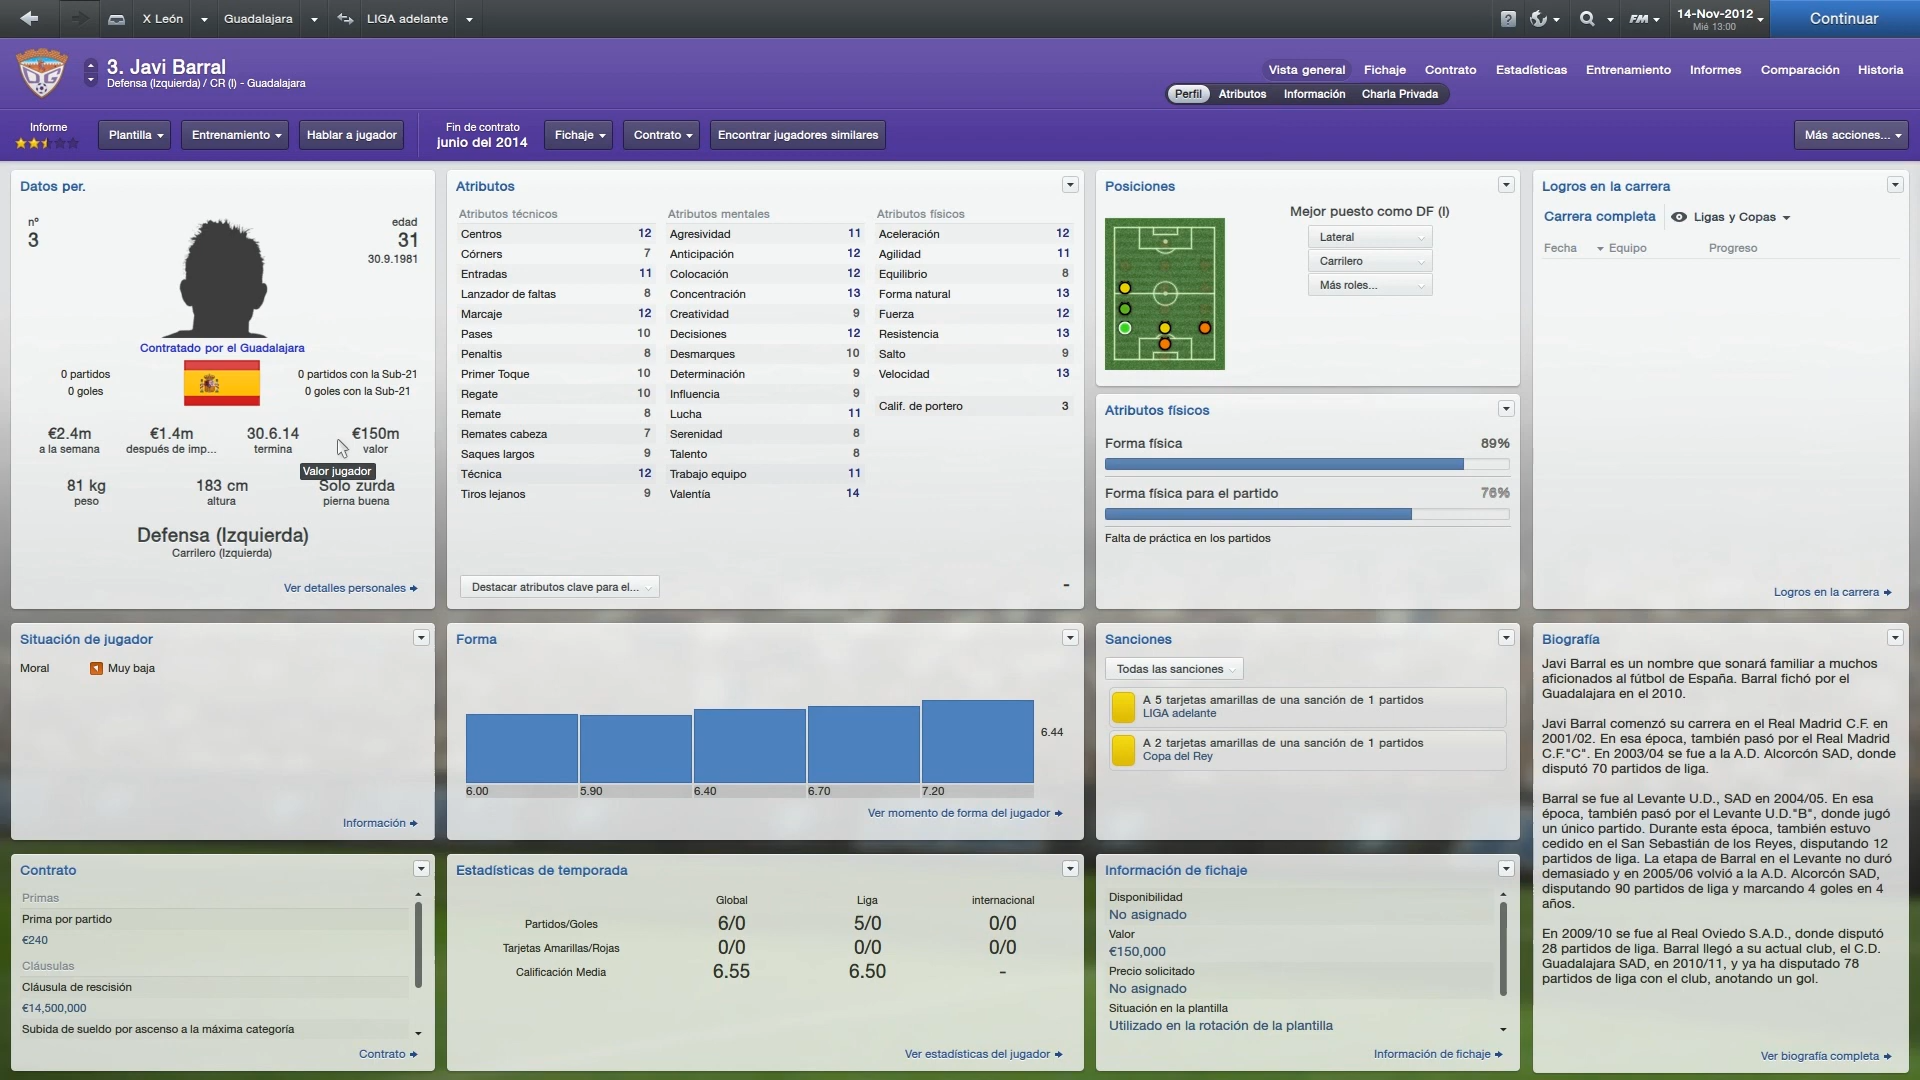 X León
Guadalajara
LIGA adelante
?
FM
14-Nov-2012
Mié 13:00
Continuar
3. Javi Barral
Defensa (Izquierda) / CR (I) - Guadalajara
Vista general
Fichaje
Contrato
Estadísticas
Entrenamiento
Informes
Comparación
Historia
Perfil
Atributos
Información
Charla Privada
Informe
Plantilla
Entrenamiento
Hablar a jugador
Fin de contrato
junio del 2014
Fichaje
Contrato
Encontrar jugadores similares
Más acciones...
Datos per.
nº
3
edad
31
30.9.1981
Contratado por el Guadalajara
0 partidos
0 goles
0 partidos con la Sub-21
0 goles con la Sub-21
€2.4m
a la semana
€1.4m
después de imp...
30.6.14
termina
€150m
valor
Valor jugador
81 kg
peso
183 cm
altura
Solo zurda
pierna buena
Defensa (Izquierda)
Carrilero (Izquierda)
Ver detalles personales
Atributos
Atributos técnicos
Centros 12
Córners 7
Entradas 11
Lanzador de faltas 8
Marcaje 12
Pases 10
Penaltis 8
Primer Toque 10
Regate 10
Remate 8
Remates cabeza 7
Saques largos 9
Técnica 12
Tiros lejanos 9
Atributos mentales
Agresividad 11
Anticipación 12
Colocación 12
Concentración 13
Creatividad 9
Decisiones 12
Desmarques 10
Determinación 9
Influencia 9
Lucha 11
Serenidad 8
Talento 8
Trabajo equipo 11
Valentía 14
Atributos físicos
Aceleración 12
Agilidad 11
Equilibrio 8
Forma natural 13
Fuerza 12
Resistencia 13
Salto 9
Velocidad 13
Calif. de portero 3
Destacar atributos clave para el...
-
Posiciones
Mejor puesto como DF (I)
Lateral
Carrilero
Más roles...
Atributos físicos
Forma física 89%
Forma física para el partido 76%
Falta de práctica en los partidos
Logros en la carrera
Carrera completa
Ligas y Copas
Fecha
Equipo
Progreso
Logros en la carrera
Situación de jugador
Moral
Muy baja
Información
Forma
6.44
6.00 5.90 6.40 6.70 7.20
Ver momento de forma del jugador
Sanciones
Todas las sanciones
A 5 tarjetas amarillas de una sanción de 1 partidos
LIGA adelante
A 2 tarjetas amarillas de una sanción de 1 partidos
Copa del Rey
Biografía
Javi Barral es un nombre que sonará familiar a muchos
aficionados al fútbol de España. Barral fichó por el
Guadalajara en el 2010.
Javi Barral comenzó su carrera en el Real Madrid C.F. en
2001/02. En esa época, también pasó por el Real Madrid
C.F."C". En 2003/04 se fue a la A.D. Alcorcón SAD, donde
disputó 70 partidos de liga.
Barral se fue al Levante U.D., SAD en 2004/05. En esa
época, también pasó por el Levante U.D."B", donde jugó
un único partido. Durante esta época, también estuvo
cedido en el San Sebastián de los Reyes, disputando 12
partidos de liga. La etapa de Barral en el Levante no duró
demasiado y en 2005/06 volvió a la A.D. Alcorcón SAD,
disputando 90 partidos de liga y marcando 4 goles en 4
años.
En 2009/10 se fue al Real Oviedo S.A.D., donde disputó
28 partidos de liga. Barral llegó a su actual club, el C.D.
Guadalajara SAD, en 2010/11, y ya ha disputado 78
partidos de liga con el club, anotando un gol.
Ver biografía completa
Contrato
Primas
Prima por partido
€240
Cláusulas
Cláusula de rescisión
€14,500,000
Subida de sueldo por ascenso a la máxima categoría
Contrato
Estadísticas de temporada
Global Liga internacional
Partidos/Goles 6/0 5/0 0/0
Tarjetas Amarillas/Rojas 0/0 0/0 0/0
Calificación Media 6.55 6.50 -
Ver estadísticas del jugador
Información de fichaje
Disponibilidad
No asignado
Valor
€150,000
Precio solicitado
No asignado
Situación en la plantilla
Utilizado en la rotación de la plantilla
Información de fichaje